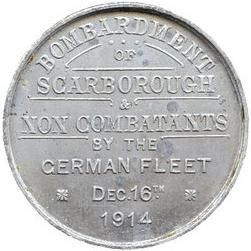 BOMBARDMENT
OF
SCARBOROUGH
&
NON COMBATANTS
BY THE
GERMAN FLEET
* DEC. 16TH *
1914